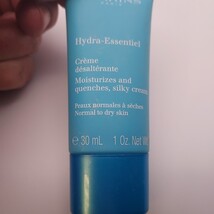 Hydra-Essentiel
Crème
désaltérante
Moisturizes and
quenches, silky cream
Peaux normales à sèches
Normal to dry skin
e 30 mL 1 Oz. Net Wt.